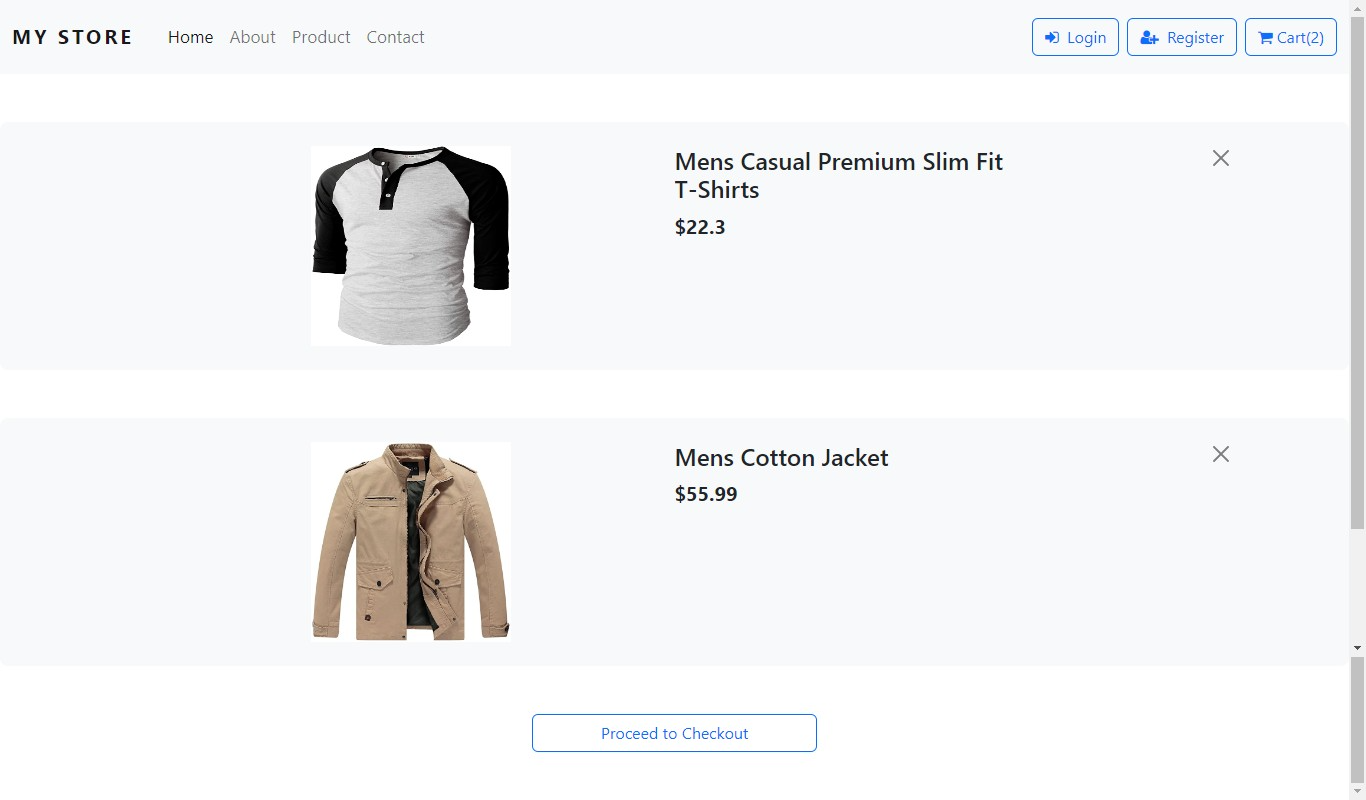 MY STORE Home About Product Contact Login Register Cart(2)
Mens Casual Premium Slim Fit
T-Shirts
$22.3
Mens Cotton Jacket
$55.99
Proceed to Checkout